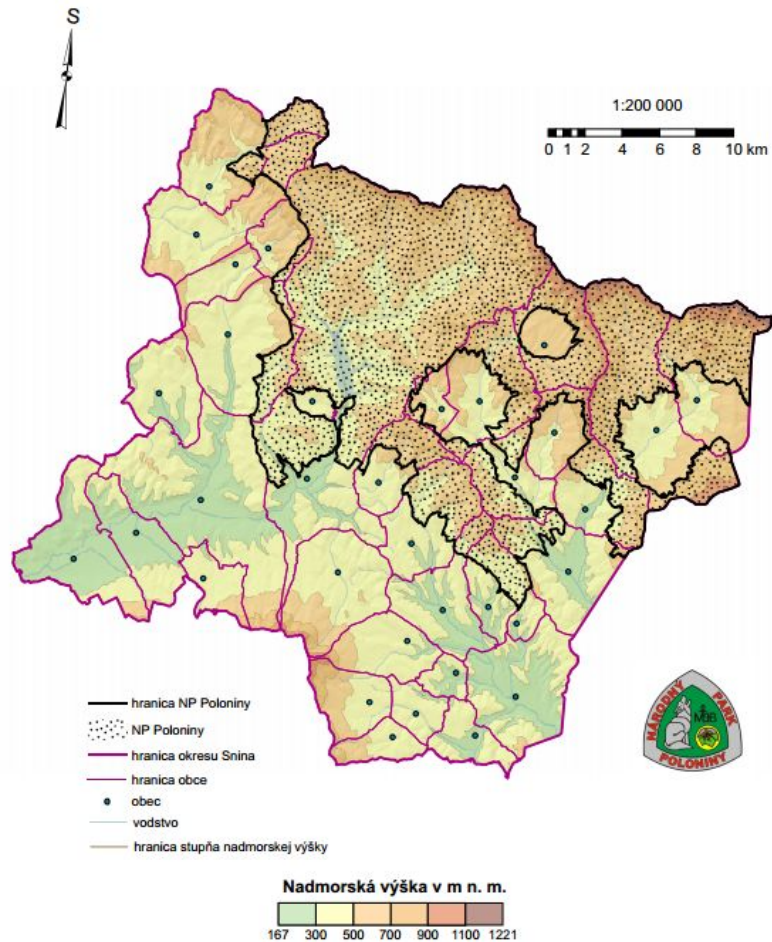 S
1:200 000
0 1 2 4 6 8 10 km
hranica NP Poloniny
NP Poloniny
hranica okresu Snina
hranica obce
obec
vodstvo
hranica stupňa nadmorskej výšky
NÁRODNÝ PARK
POLONINY
Nadmorská výška v m n. m.
167 300 500 700 900 1100 1221